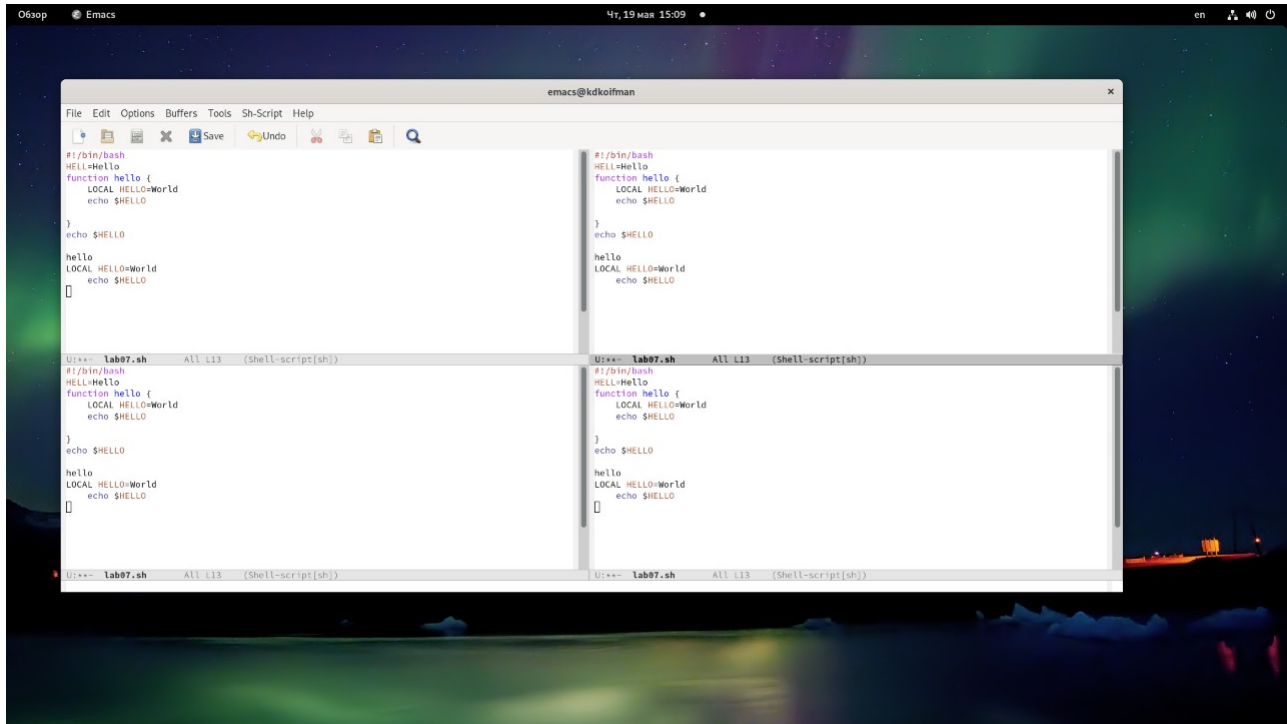 Обзор Emacs Чт, 19 мая 15:09 en
emacs@kdkoifman ×
File Edit Options Buffers Tools Sh-Script Help
Save Undo
#!/bin/bash
HELL=Hello
function hello {
    LOCAL HELLO=World
    echo $HELLO
}
echo $HELLO
hello
LOCAL HELLO=World
    echo $HELLO
U:**- lab07.sh All L13 (Shell-script[sh])
#!/bin/bash
HELL=Hello
function hello {
    LOCAL HELLO=World
    echo $HELLO
}
echo $HELLO
hello
LOCAL HELLO=World
    echo $HELLO
U:**- lab07.sh All L13 (Shell-script[sh])
#!/bin/bash
HELL=Hello
function hello {
    LOCAL HELLO=World
    echo $HELLO
}
echo $HELLO
hello
LOCAL HELLO=World
    echo $HELLO
U:**- lab07.sh All L13 (Shell-script[sh])
#!/bin/bash
HELL=Hello
function hello {
    LOCAL HELLO=World
    echo $HELLO
}
echo $HELLO
hello
LOCAL HELLO=World
    echo $HELLO
U:**- lab07.sh All L13 (Shell-script[sh])